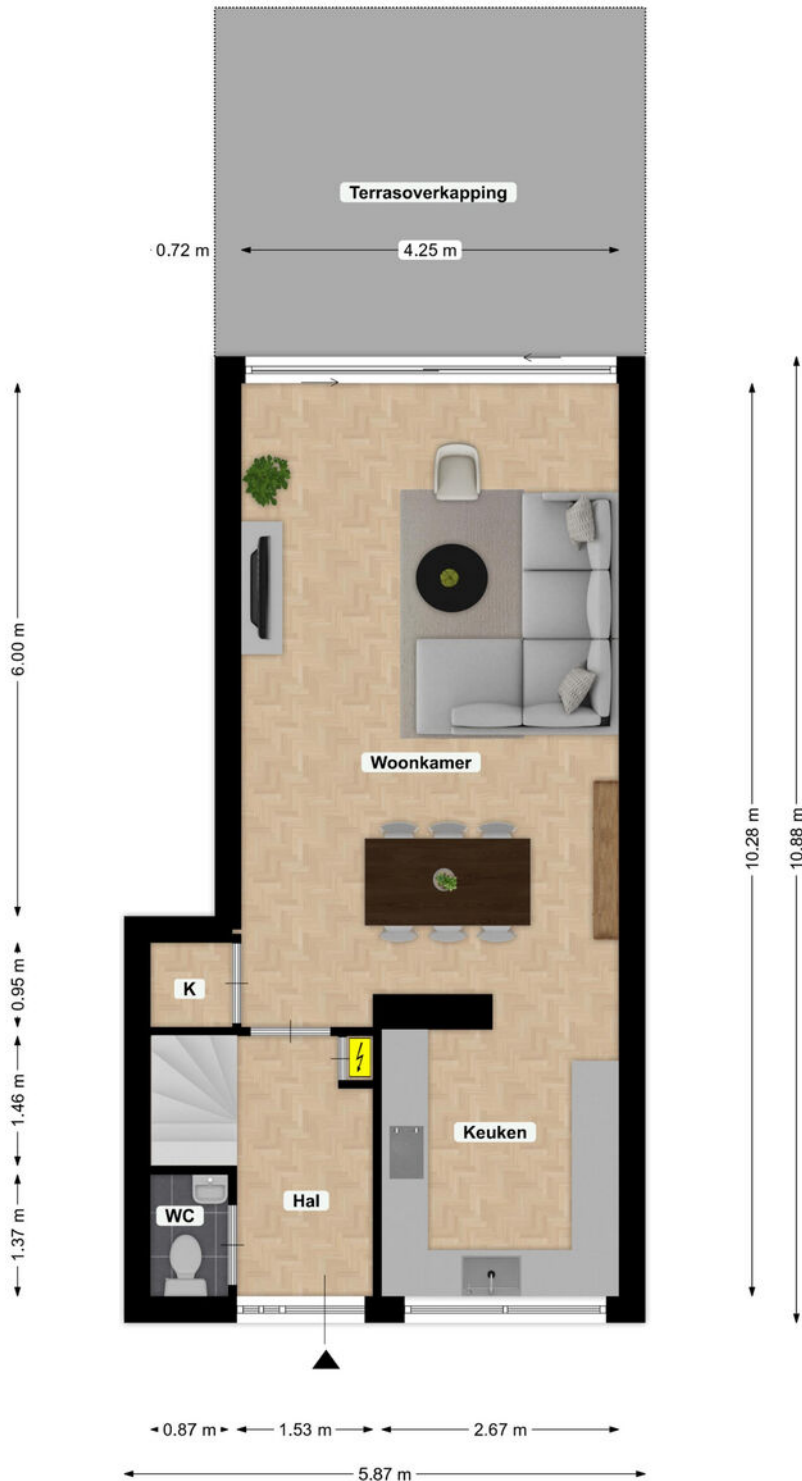 Terrasoverkapping
0.72 m
4.25 m
6.00 m
Woonkamer
10.28 m
10.88 m
K
0.95 m
1.46 m
Keuken
Hal
WC
1.37 m
0.87 m
1.53 m
2.67 m
5.87 m